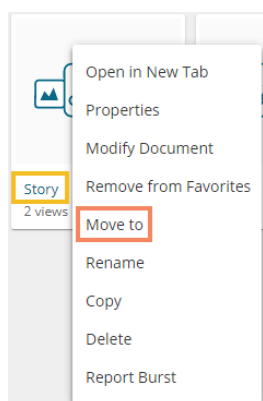 Open in New Tab
Properties
Modify Document
Remove from Favorites
Story
2 views
Move to
Rename
Copy
Delete
Report Burst